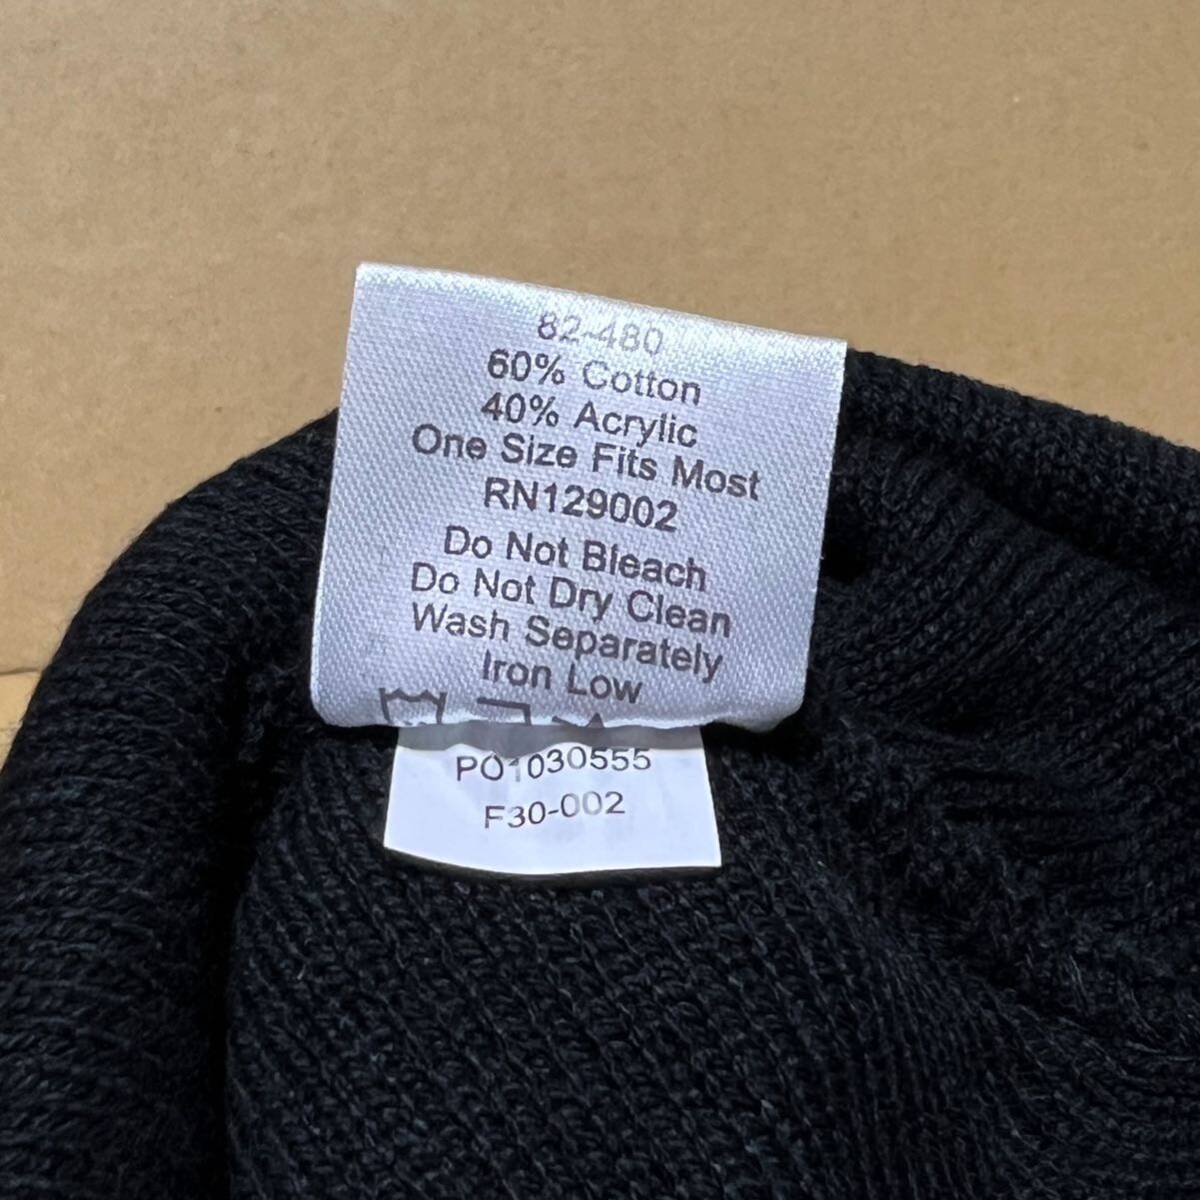 82-480
60% Cotton
40% Acrylic
One Size Fits Most
RN129002
Do Not Bleach
Do Not Dry Clean
Wash Separately
Iron Low
PO1030555
F30-002